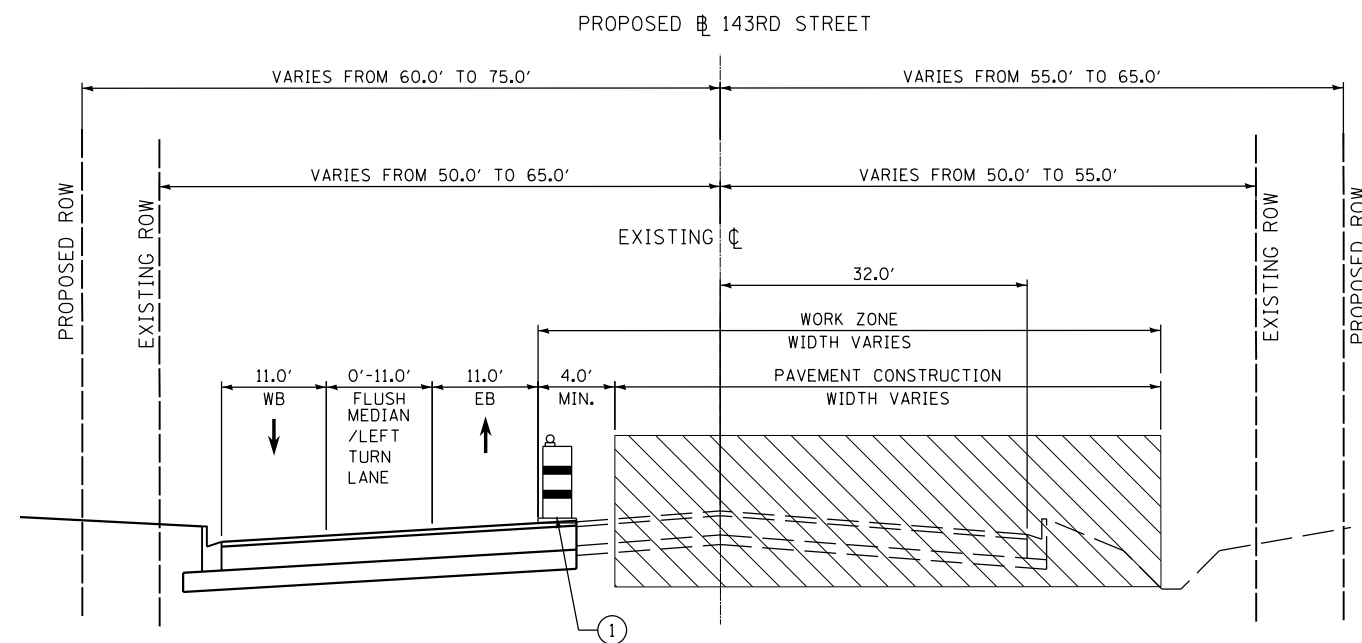 PROPOSED ⅊ 143RD STREET
VARIES FROM 60.0' TO 75.0'
VARIES FROM 55.0' TO 65.0'
VARIES FROM 50.0' TO 65.0'
VARIES FROM 50.0' TO 55.0'
PROPOSED ROW
EXISTING ROW
EXISTING ROW
PROPOSED ROW
EXISTING ℄
32.0'
WORK ZONE
WIDTH VARIES
11.0'
WB
0'-11.0'
FLUSH
MEDIAN
/LEFT
TURN
LANE
11.0'
EB
4.0'
MIN.
PAVEMENT CONSTRUCTION
WIDTH VARIES
1